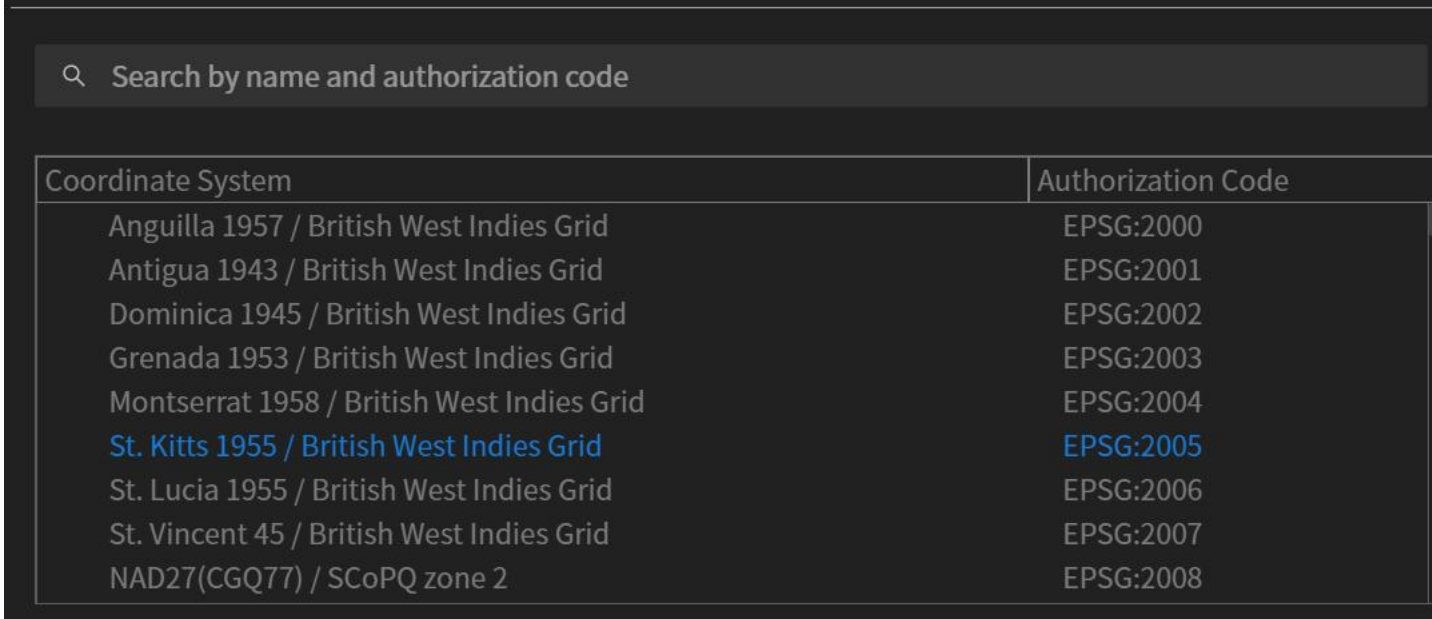 Search by name and authorization code
Coordinate System Authorization Code
Anguilla 1957 / British West Indies Grid EPSG:2000
Antigua 1943 / British West Indies Grid EPSG:2001
Dominica 1945 / British West Indies Grid EPSG:2002
Grenada 1953 / British West Indies Grid EPSG:2003
Montserrat 1958 / British West Indies Grid EPSG:2004
St. Kitts 1955 / British West Indies Grid EPSG:2005
St. Lucia 1955 / British West Indies Grid EPSG:2006
St. Vincent 45 / British West Indies Grid EPSG:2007
NAD27(CGQ77) / SCoPQ zone 2 EPSG:2008